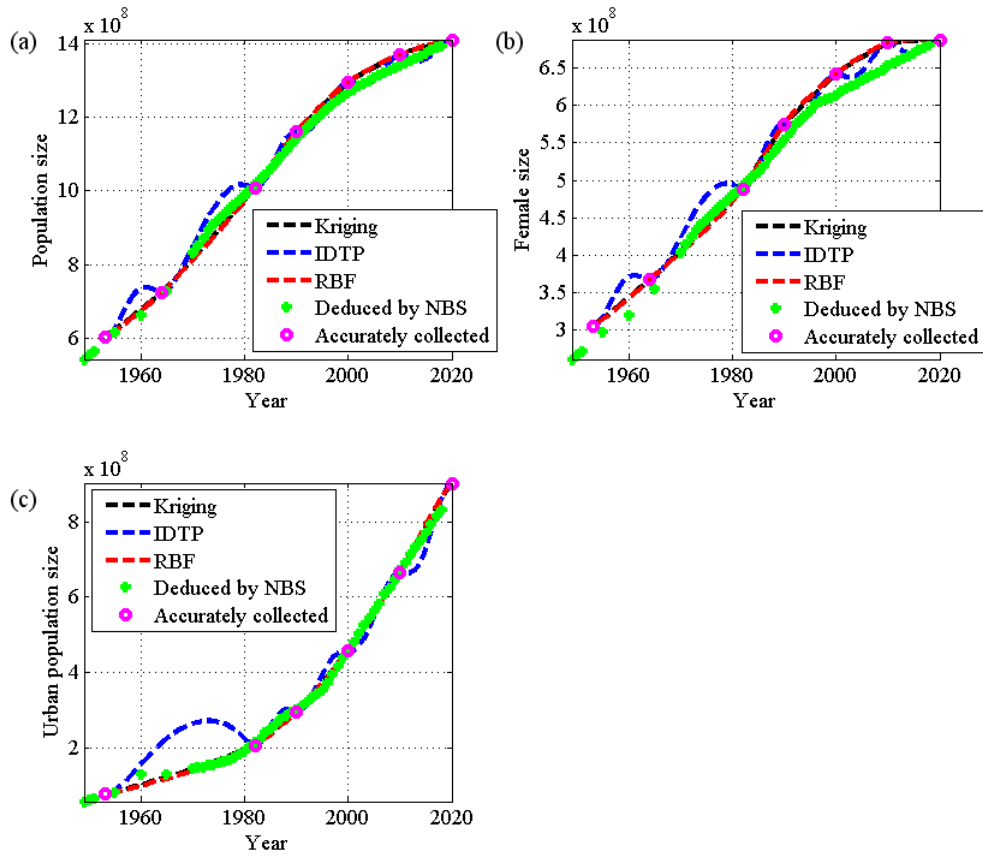 (a)
x 10^8
14
12
10
8
6
Population size
1960
1980
2000
2020
Year
Kriging
IDTP
RBF
Deduced by NBS
Accurately collected
(b)
x 10^8
6.5
6
5.5
5
4.5
4
3.5
3
Female size
1960
1980
2000
2020
Year
Kriging
IDTP
RBF
Deduced by NBS
Accurately collected
(c)
x 10^8
8
6
4
2
Urban population size
1960
1980
2000
2020
Year
Kriging
IDTP
RBF
Deduced by NBS
Accurately collected